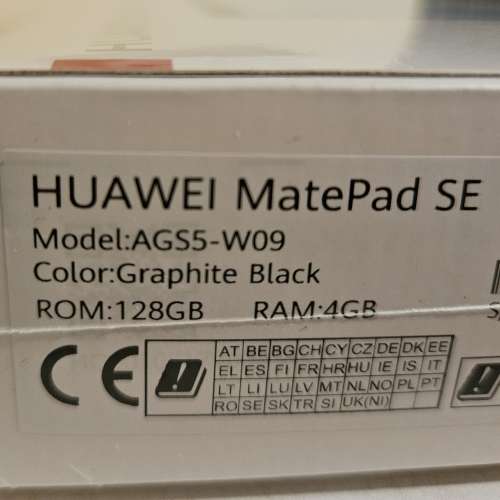 HUAWEI MatePad SE
Model:AGS5-W09
Color:Graphite Black
ROM:128GB RAM:4GB
CE
AT BE BG CH CY CZ DE DK EE
EL ES FI FR HR HU IE IS IT
LT LI LU LV MT NL NO PL PT
RO SE SK TR SI UK(NI)